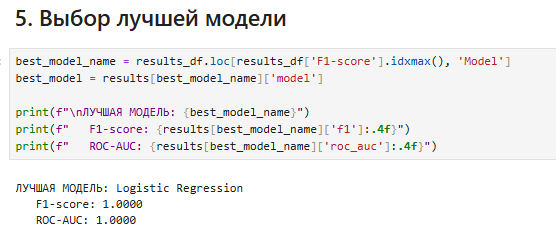 5. Выбор лучшей модели
best_model_name = results_df.loc[results_df['F1-score'].idxmax(), 'Model']
best_model = results[best_model_name]['model']
print(f"\nЛУЧШАЯ МОДЕЛЬ: {best_model_name}")
print(f"   F1-score: {results[best_model_name]['f1']:.4f}")
print(f"   ROC-AUC: {results[best_model_name]['roc_auc']:.4f}")
ЛУЧШАЯ МОДЕЛЬ: Logistic Regression
   F1-score: 1.0000
   ROC-AUC: 1.0000